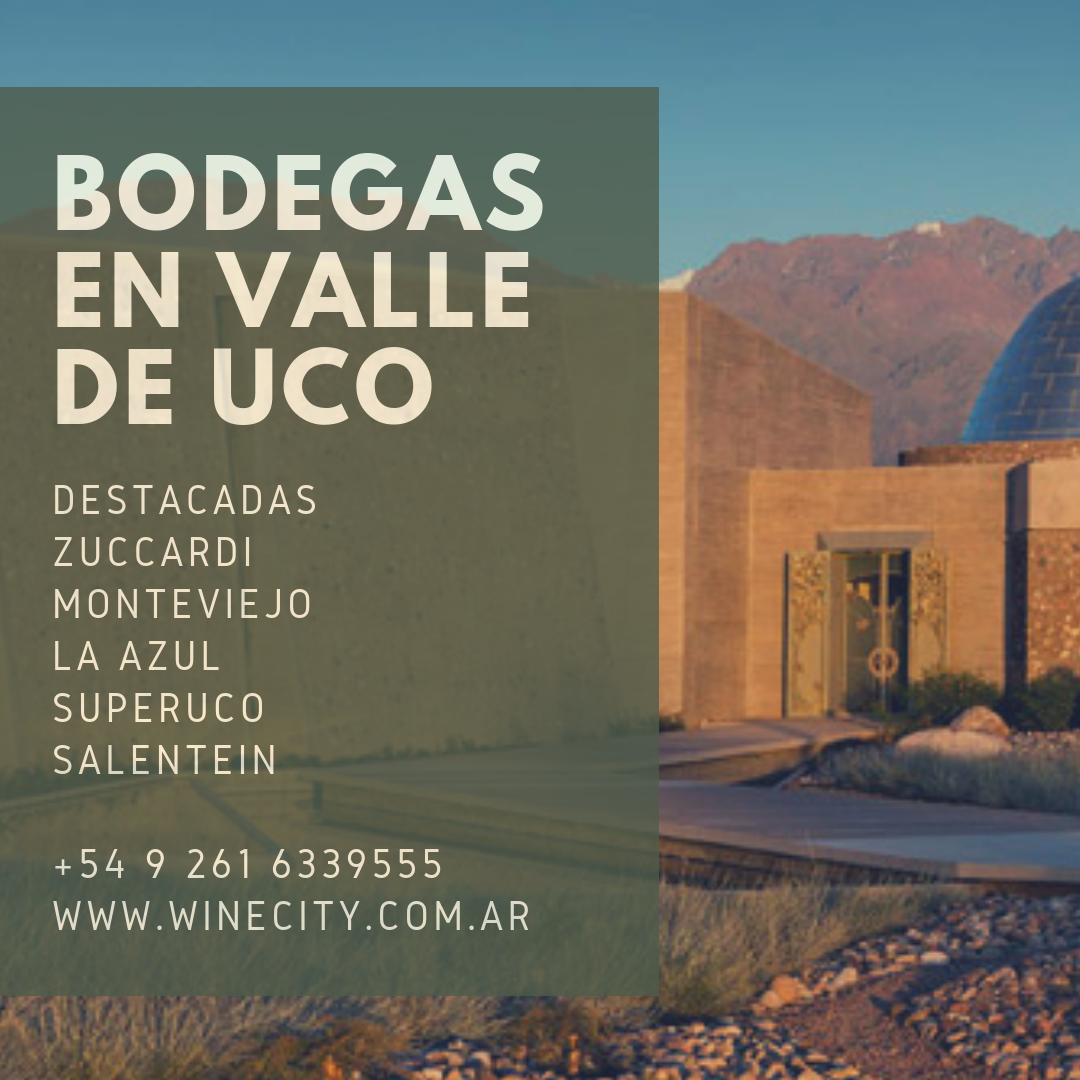 BODEGAS
EN VALLE
DE UCO
DESTACADAS
ZUCCARDI
MONTEVIEJO
LA AZUL
SUPERUCO
SALENTEIN
+54 9 261 6339555
WWW.WINECITY.COM.AR